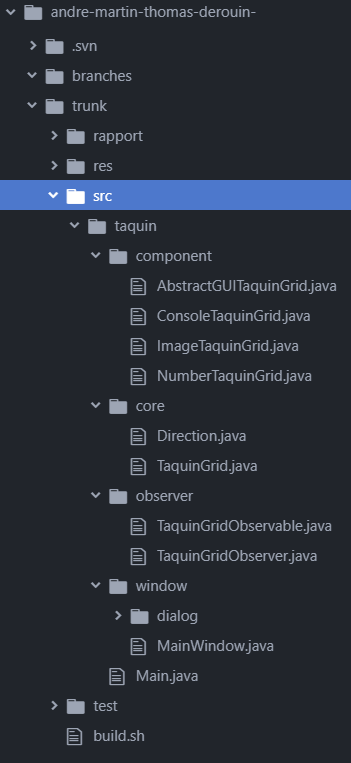 andre-martin-thomas-derouin-
.svn
branches
trunk
rapport
res
src
taquin
component
AbstractGUITaquinGrid.java
ConsoleTaquinGrid.java
ImageTaquinGrid.java
NumberTaquinGrid.java
core
Direction.java
TaquinGrid.java
observer
TaquinGridObservable.java
TaquinGridObserver.java
window
dialog
MainWindow.java
Main.java
test
build.sh